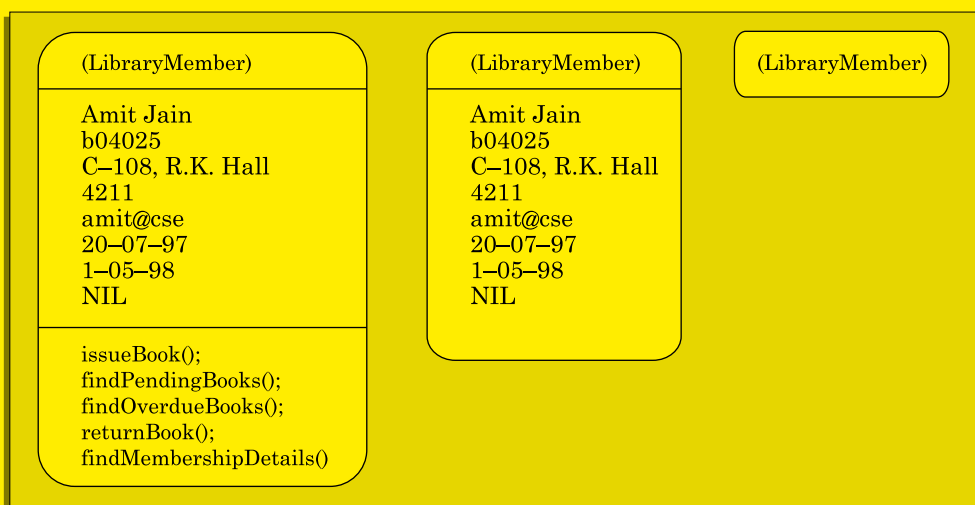 (LibraryMember)
Amit Jain
b04025
C–108, R.K. Hall
4211
amit@cse
20–07–97
1–05–98
NIL
issueBook();
findPendingBooks();
findOverdueBooks();
returnBook();
findMembershipDetails()
(LibraryMember)
Amit Jain
b04025
C–108, R.K. Hall
4211
amit@cse
20–07–97
1–05–98
NIL
(LibraryMember)